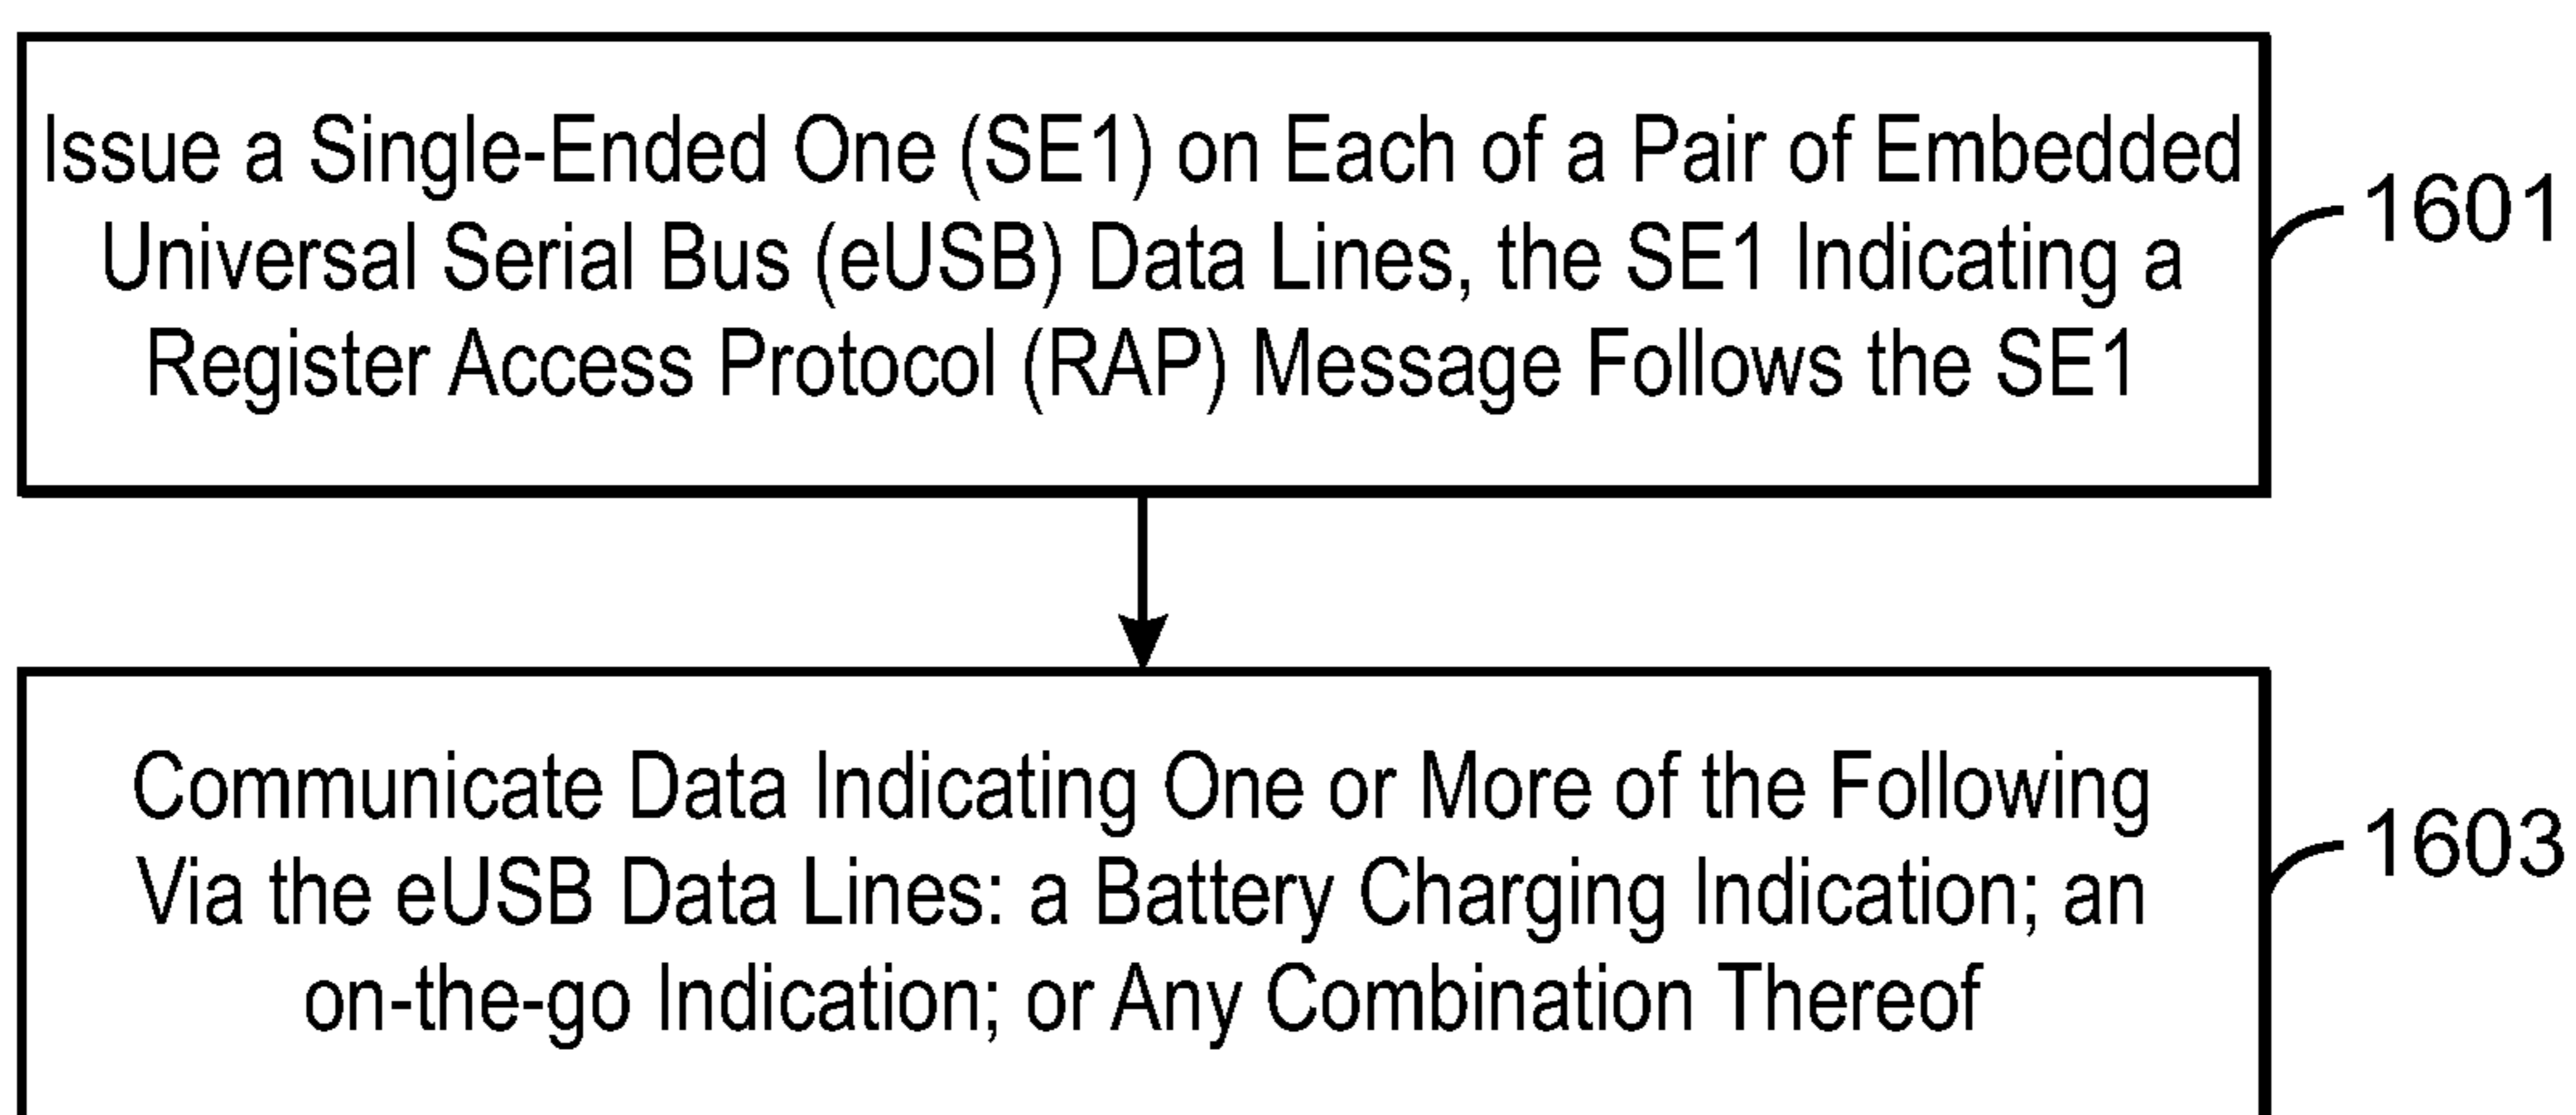 Issue a Single-Ended One (SE1) on Each of a Pair of Embedded
Universal Serial Bus (eUSB) Data Lines, the SE1 Indicating a
Register Access Protocol (RAP) Message Follows the SE1
1601
Communicate Data Indicating One or More of the Following
Via the eUSB Data Lines: a Battery Charging Indication; an
on-the-go Indication; or Any Combination Thereof
1603